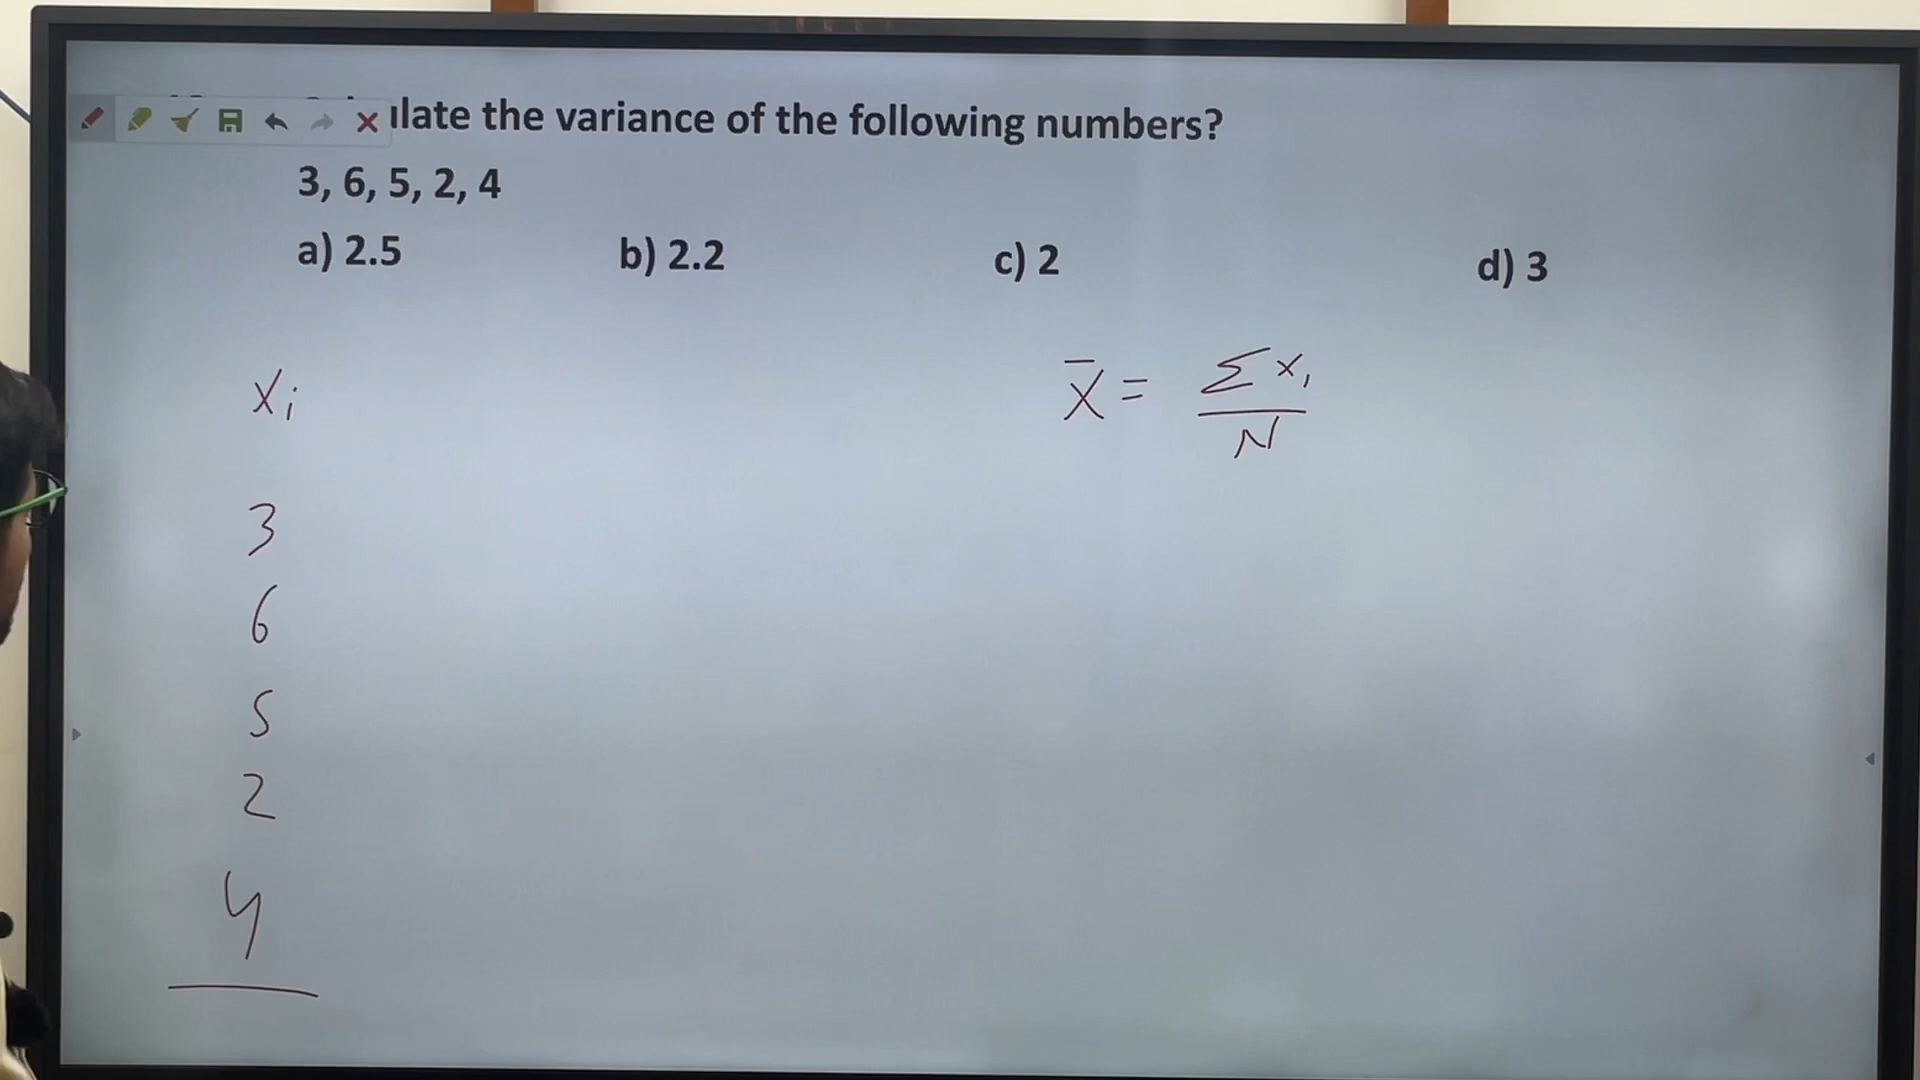 late the variance of the following numbers?
3, 6, 5, 2, 4
a) 2.5 b) 2.2 c) 2 d) 3
xi
x̄ = Σxi / N
3
6
5
2
4